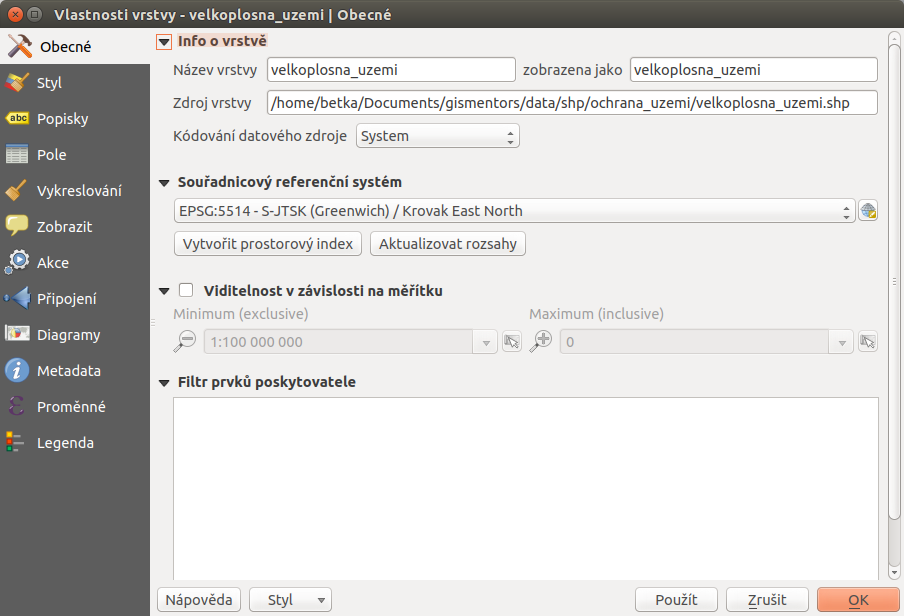 Vlastnosti vrstvy - velkoplosna_uzemi | Obecné
Obecné
Styl
abc Popisky
Pole
Vykreslování
Zobrazit
Akce
Připojení
Diagramy
Metadata
Proměnné
Legenda
Info o vrstvě
Název vrstvy velkoplosna_uzemi zobrazena jako velkoplosna_uzemi
Zdroj vrstvy /home/betka/Documents/gismentors/data/shp/ochrana_uzemi/velkoplosna_uzemi.shp
Kódování datového zdroje System
Souřadnicový referenční systém
EPSG:5514 - S-JTSK (Greenwich) / Krovak East North
Vytvořit prostorový index Aktualizovat rozsahy
Viditelnost v závislosti na měřítku
Minimum (exclusive) Maximum (inclusive)
1:100 000 000 0
Filtr prvků poskytovatele
Nápověda Styl Použít Zrušit OK